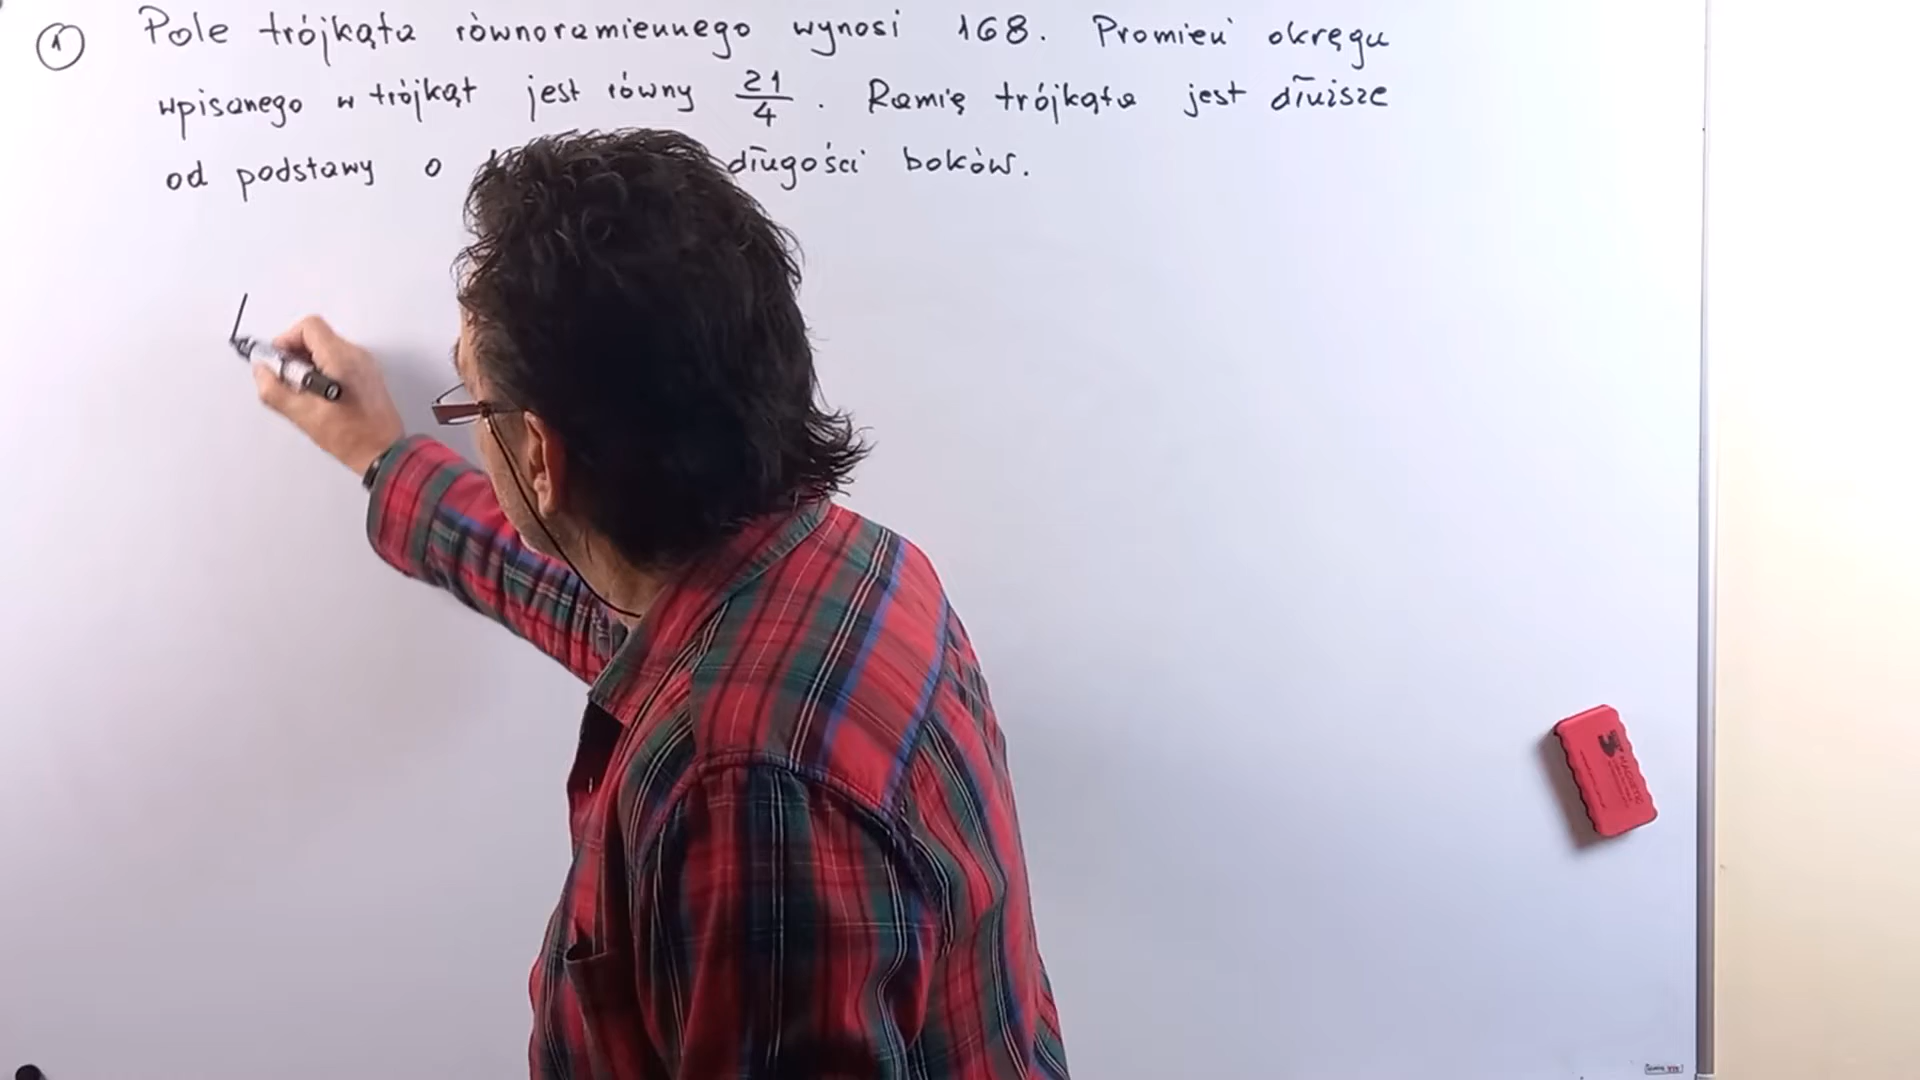 ① Pole trójkąta równoramiennego wynosi 168. Promień okręgu
wpisanego w trójkąt jest równy 21/4. Ramię trójkąta jest dłuższe
od podstawy o długości boków.
MAGNETIC